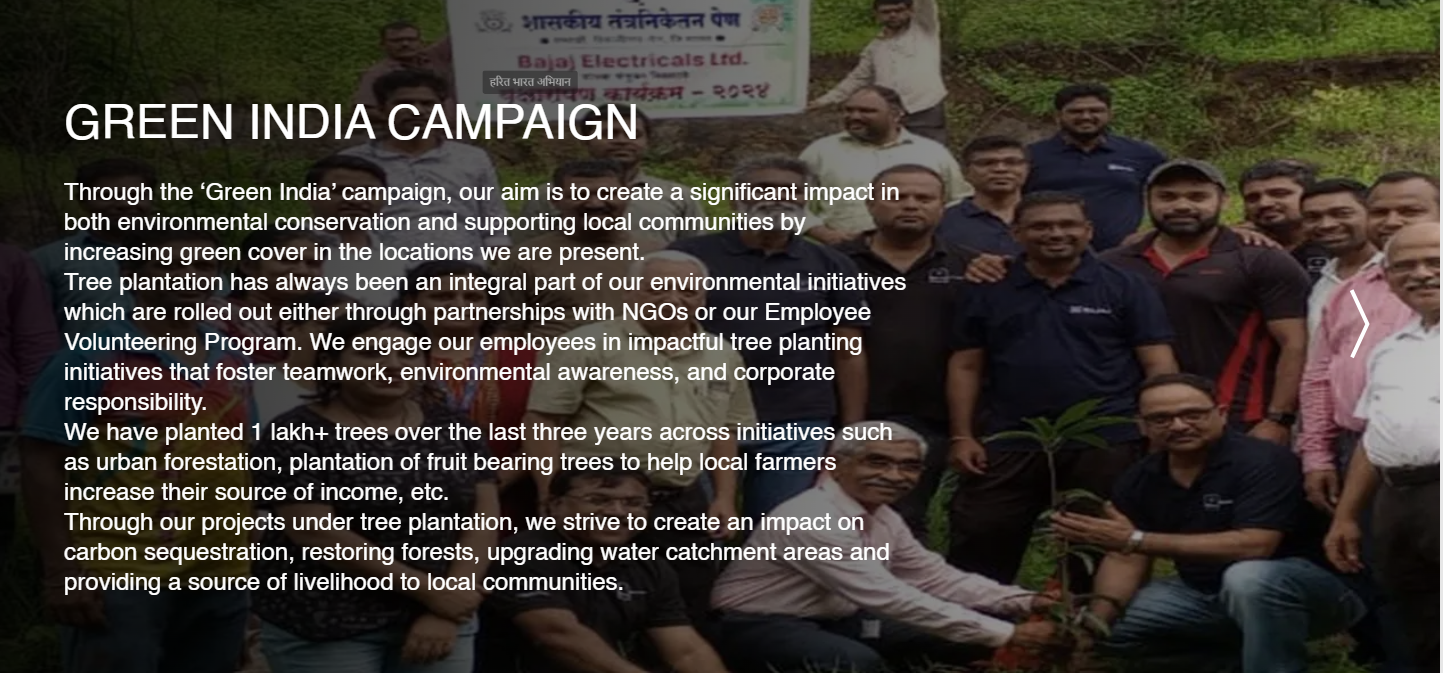 शासकीय तंत्रनिकेतन पेण
Bajaj Electricals Ltd.
हरित भारत अभियान
कार्यक्रम - २०२४
GREEN INDIA CAMPAIGN
Through the ‘Green India’ campaign, our aim is to create a significant impact in
both environmental conservation and supporting local communities by
increasing green cover in the locations we are present.
Tree plantation has always been an integral part of our environmental initiatives
which are rolled out either through partnerships with NGOs or our Employee
Volunteering Program. We engage our employees in impactful tree planting
initiatives that foster teamwork, environmental awareness, and corporate
responsibility.
We have planted 1 lakh+ trees over the last three years across initiatives such
as urban forestation, plantation of fruit bearing trees to help local farmers
increase their source of income, etc.
Through our projects under tree plantation, we strive to create an impact on
carbon sequestration, restoring forests, upgrading water catchment areas and
providing a source of livelihood to local communities.